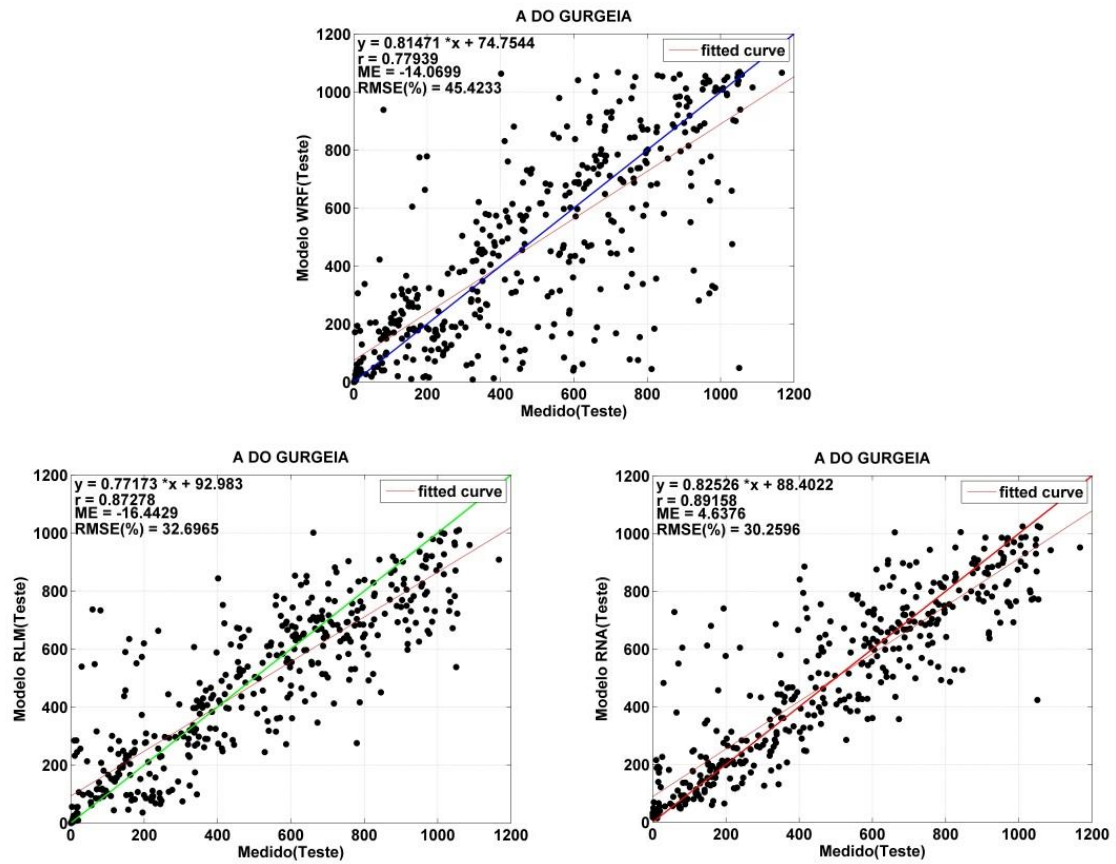 A DO GURGEIA
y = 0.81471 *x + 74.7544
r = 0.77939
ME = -14.0699
RMSE(%) = 45.4233
fitted curve
1200
1000
800
600
400
200
0
Modelo WRF(Teste)
0 200 400 600 800 1000 1200
Medido(Teste)
A DO GURGEIA
y = 0.77173 *x + 92.983
r = 0.87278
ME = -16.4429
RMSE(%) = 32.6965
fitted curve
1200
1000
800
600
400
200
0
Modelo RLM(Teste)
0 200 400 600 800 1000 1200
Medido(Teste)
A DO GURGEIA
y = 0.82526 *x + 88.4022
r = 0.89158
ME = 4.6376
RMSE(%) = 30.2596
fitted curve
1200
1000
800
600
400
200
0
Modelo RNA(Teste)
0 200 400 600 800 1000 1200
Medido(Teste)